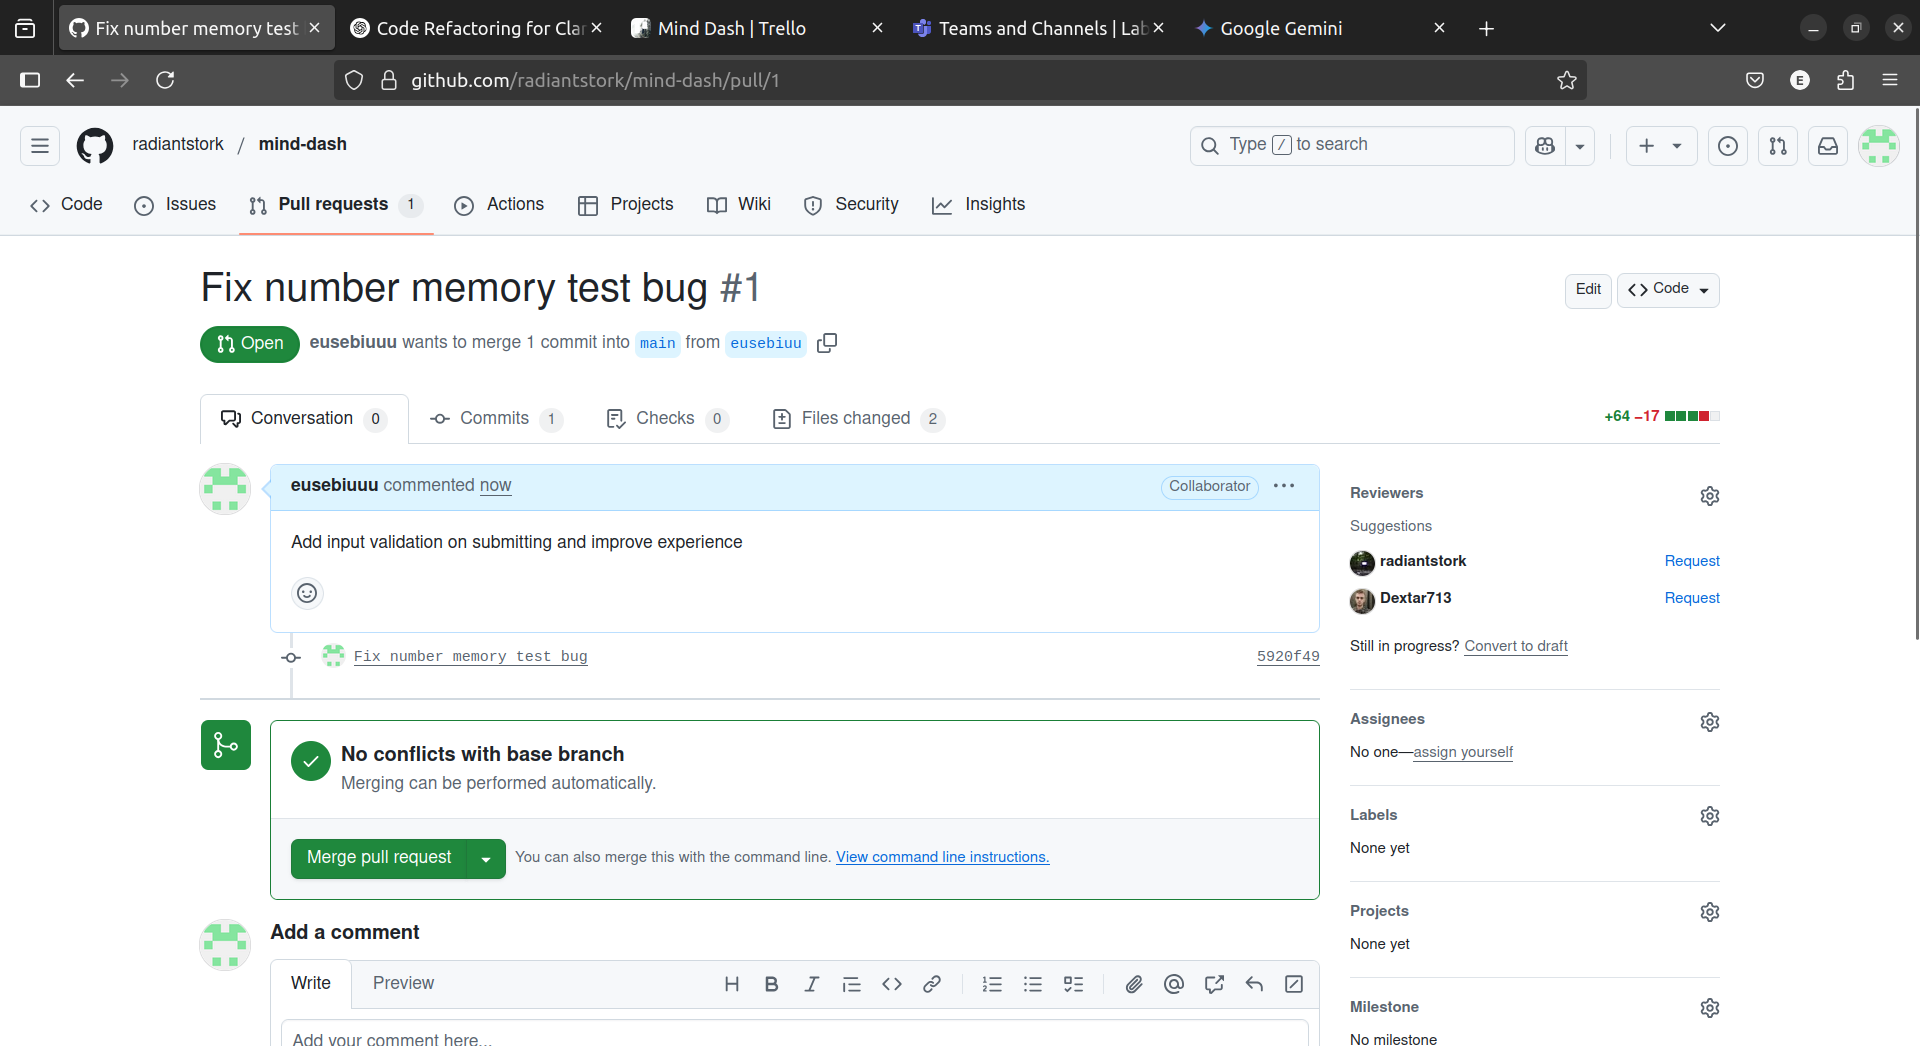 Fix number memory test
Code Refactoring for Clar
Mind Dash | Trello
Teams and Channels | Lab
Google Gemini
github.com/radiantstork/mind-dash/pull/1
E
radiantstork / mind-dash
Type / to search
Code
Issues
Pull requests 1
Actions
Projects
Wiki
Security
Insights
Fix number memory test bug #1
Edit
Code
Open
eusebiuuu wants to merge 1 commit into main from eusebiuu
Conversation 0
Commits 1
Checks 0
Files changed 2
+64 −17
eusebiuuu commented now
Collaborator
Add input validation on submitting and improve experience
Fix number memory test bug
5920f49
No conflicts with base branch
Merging can be performed automatically.
Merge pull request
You can also merge this with the command line. View command line instructions.
Add a comment
Write
Preview
Add your comment here...
Reviewers
Suggestions
radiantstork
Request
Dextar713
Request
Still in progress? Convert to draft
Assignees
No one—assign yourself
Labels
None yet
Projects
None yet
Milestone
No milestone